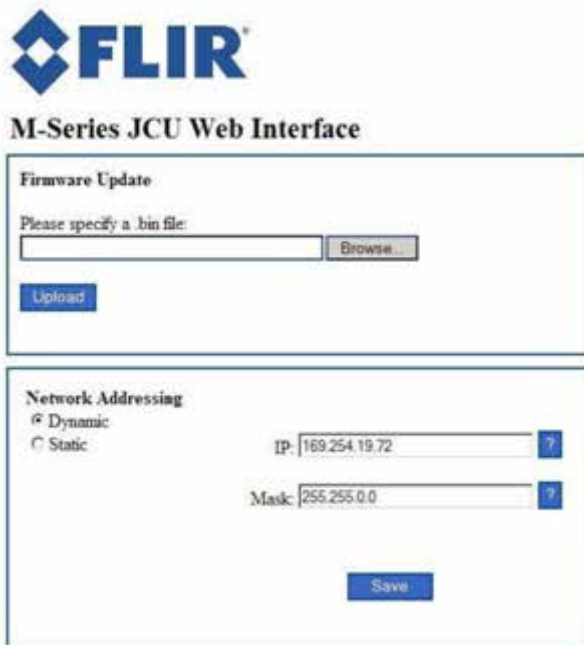 FLIR
M-Series JCU Web Interface
Firmware Update
Please specify a .bin file:
Browse...
Upload
Network Addressing
Dynamic
Static
IP: 169.254.19.72 ?
Mask: 255.255.0.0 ?
Save